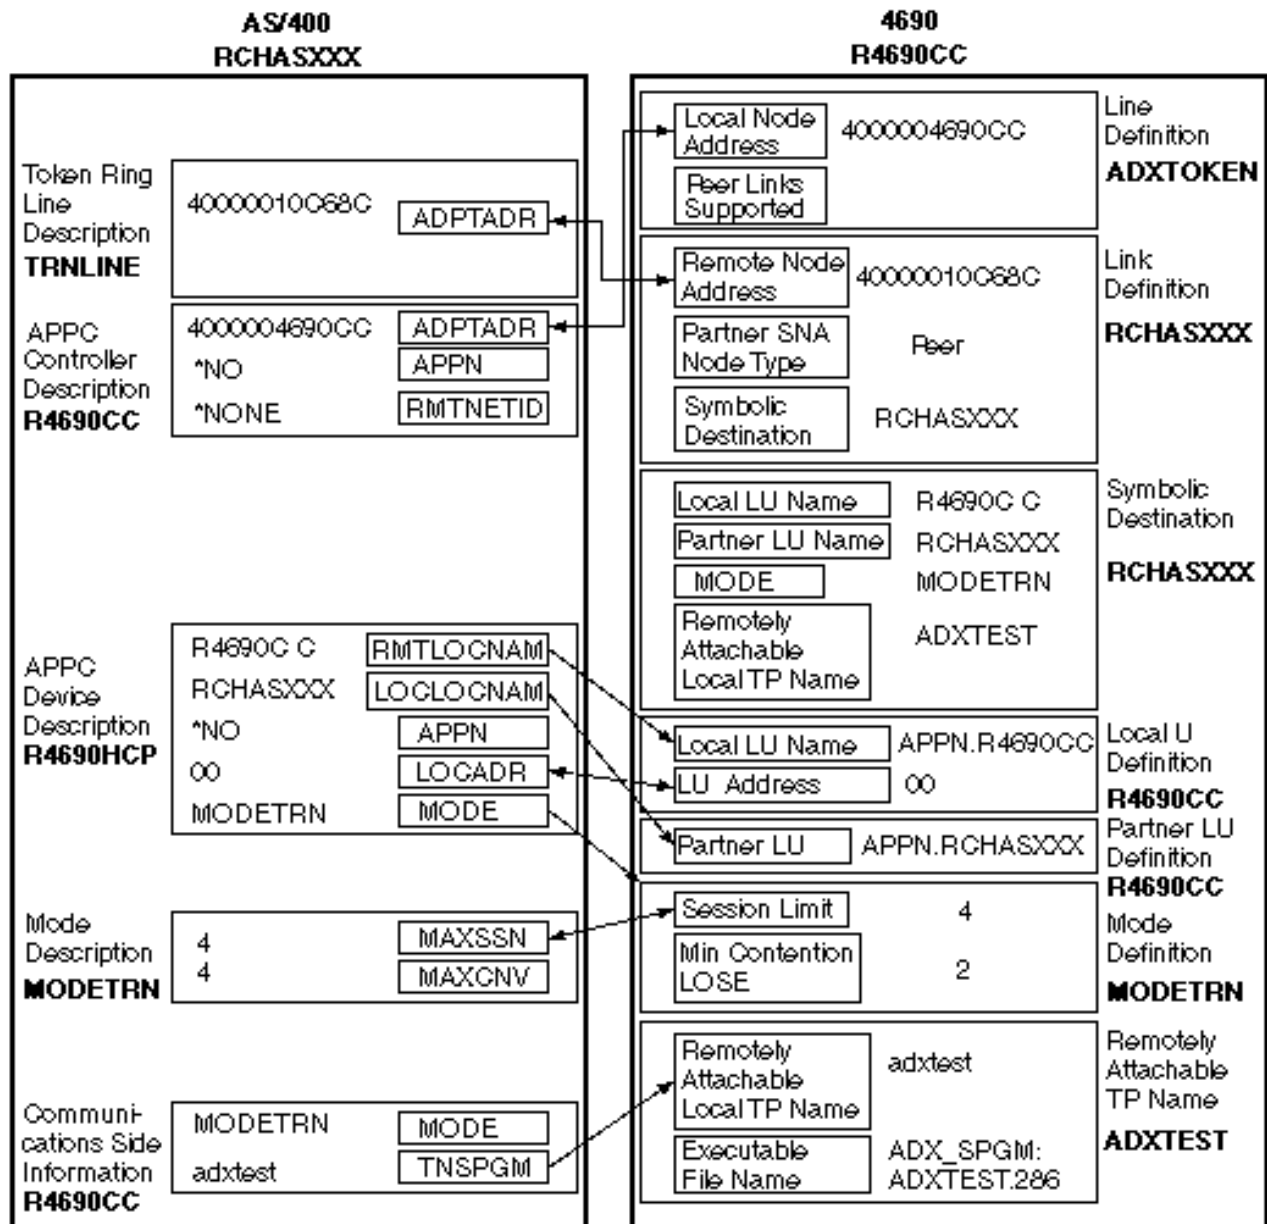 AS/400
RCHASXXX
4690
R4690CC
Token Ring
Line
Description
TRNLINE
40000010C68C
ADPTADR
APPC
Controller
Description
R4690CC
4000004690CC
ADPTADR
*NO
APPN
*NONE
RMTNETID
APPC
Device
Description
R4690HCP
R4690C C
RMTLOCNAM
RCHASXXX
LOCLOCNAM
*NO
APPN
00
LOCADR
MODETRN
MODE
Mode
Description
MODETRN
4
MAXSSN
4
MAXCNV
Communi-
cations Side
Information
R4690CC
MODETRN
MODE
adxtest
TNSPGM
Local Node
Address
4000004690CC
Peer Links
Supported
Line
Definition
ADXTOKEN
Remote Node
Address
40000010C68C
Partner SNA
Node Type
Peer
Symbolic
Destination
RCHASXXX
Link
Definition
RCHASXXX
Local LU Name
R4690C C
Partner LU Name
RCHASXXX
MODE
MODETRN
Remotely
Attachable
Local TP Name
ADXTEST
Symbolic
Destination
RCHASXXX
Local LU Name
APPN.R4690CC
LU Address
00
Local U
Definition
R4690CC
Partner LU
APPN.RCHASXXX
Partner LU
Definition
R4690CC
Session Limit
4
Min Contention
LOSE
2
Mode
Definition
MODETRN
Remotely
Attachable
Local TP Name
adxtest
Executable
File Name
ADX_SPGM:
ADXTEST.286
Remotely
Attachable
TP Name
ADXTEST